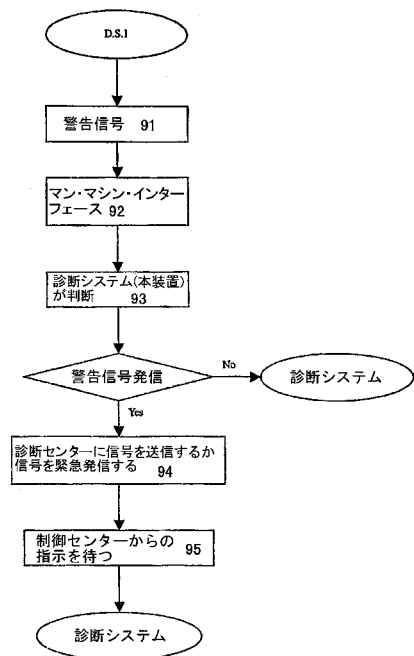 D.S.I
警告信号 91
マン・マシン・インター
フェース 92
診断システム(本装置)
が判断 93
警告信号発信
No
診断システム
Yes
診断センターに信号を送信するか
信号を緊急発信する 94
制御センターからの
指示を待つ 95
診断システム